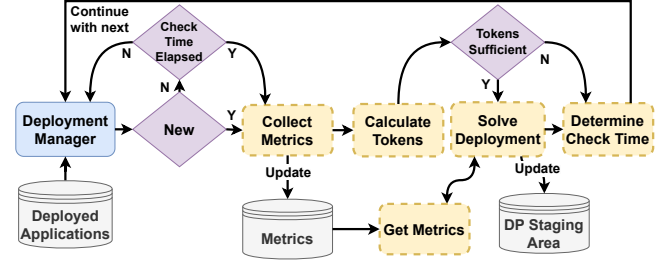 Continue
with next
Check
Time
Elapsed
N
Y
N
Tokens
Sufficient
N
Y
Deployment
Manager
New
Y
Collect
Metrics
Calculate
Tokens
Solve
Deployment
Determine
Check Time
Update
Update
Deployed
Applications
Metrics
Get Metrics
DP Staging
Area